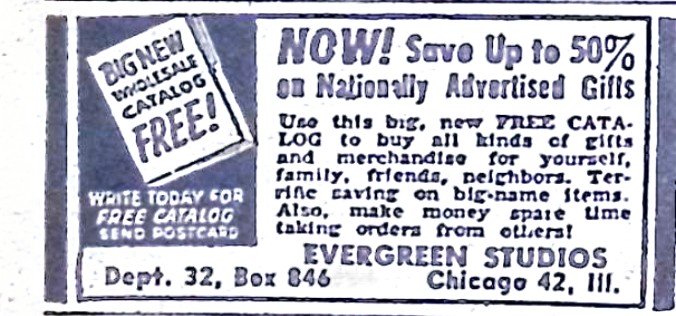 BIG NEW
WHOLESALE
CATALOG
FREE!
WRITE TODAY FOR
FREE CATALOG
SEND POSTCARD
NOW! Save Up to 50%
on Nationally Advertised Gifts
Use this big, new FREE CATA-
LOG to buy all kinds of gifts
and merchandise for yourself,
family, friends, neighbors. Ter-
rific saving on big-name items.
Also, make money spare time
taking orders from others!
EVERGREEN STUDIOS
Dept. 32, Box 846 Chicago 42, Ill.